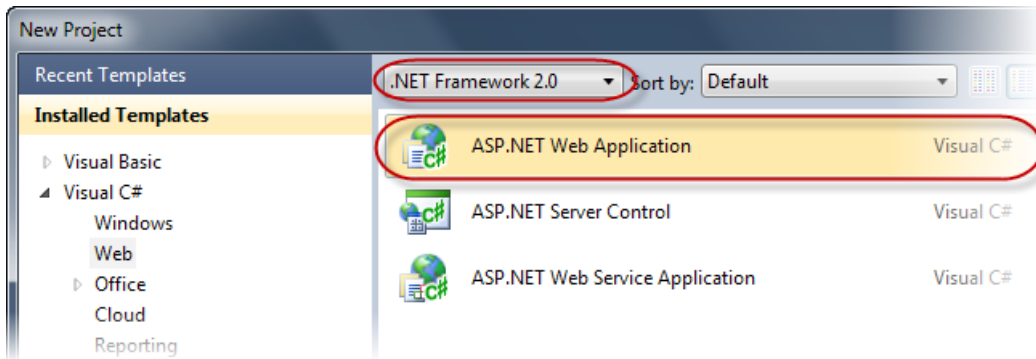 New Project
Recent Templates
Installed Templates
Visual Basic
Visual C#
Windows
Web
Office
Cloud
Reporting
.NET Framework 2.0 Sort by: Default
ASP.NET Web Application Visual C#
ASP.NET Server Control Visual C#
ASP.NET Web Service Application Visual C#